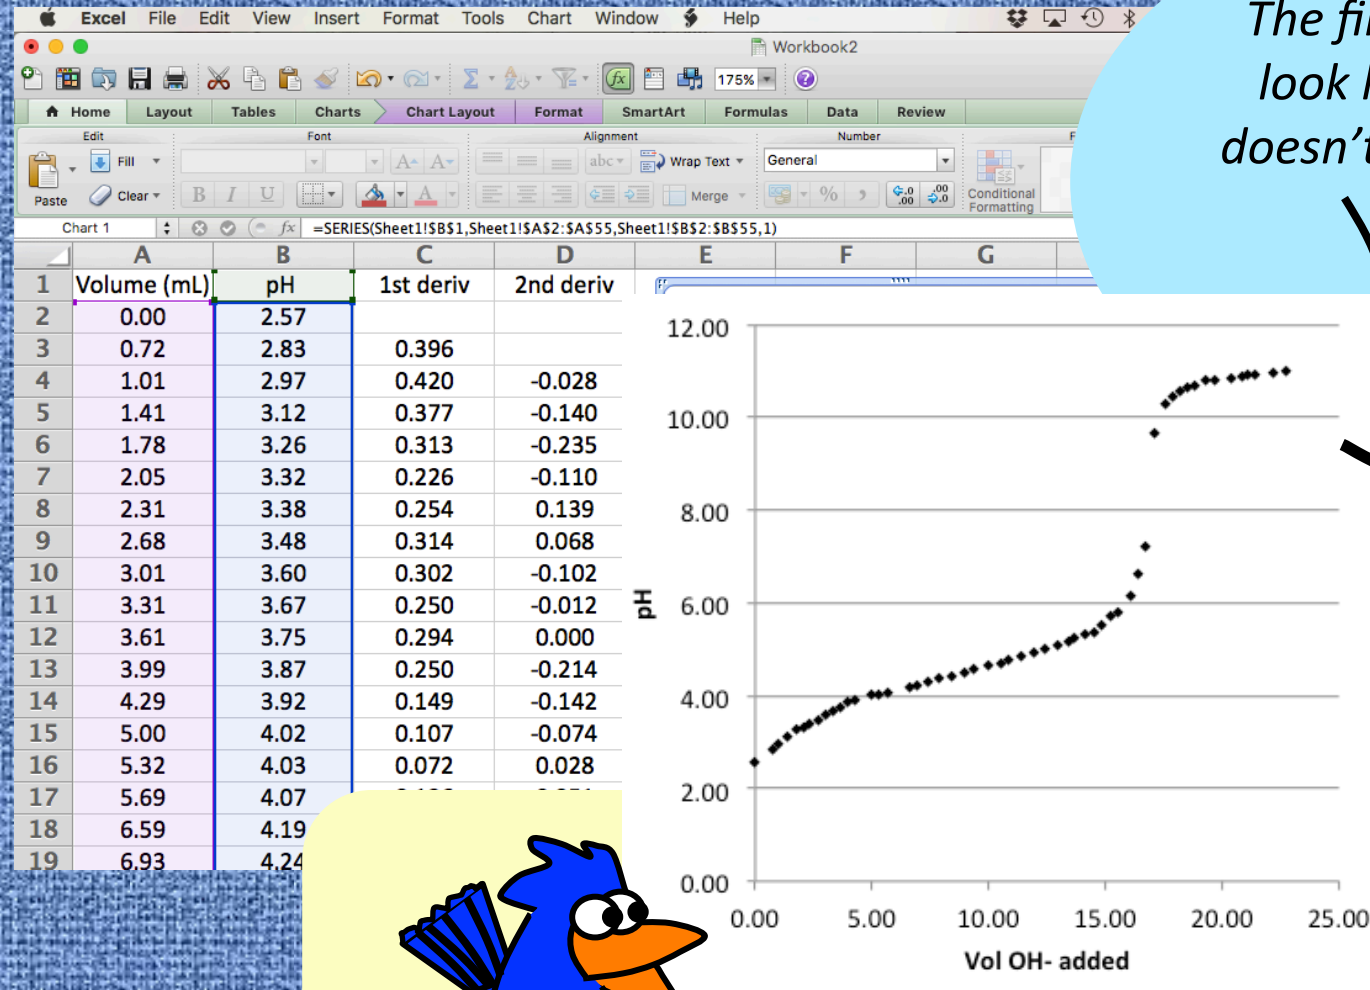 Excel File Edit View Insert Format Tools Chart Window Help
Workbook2
175%
Home Layout Tables Charts Chart Layout Format SmartArt Formulas Data Review
Edit Font Alignment Number
Fill abc Wrap Text General
Paste Clear B I U A Merge % Conditional Formatting
Chart 1 fx =SERIES(Sheet1!$B$1,Sheet1!$A$2:$A$55,Sheet1!$B$2:$B$55,1)
A B C D E F G
1 Volume (mL) pH 1st deriv 2nd deriv
2 0.00 2.57
3 0.72 2.83 0.396
4 1.01 2.97 0.420 -0.028
5 1.41 3.12 0.377 -0.140
6 1.78 3.26 0.313 -0.235
7 2.05 3.32 0.226 -0.110
8 2.31 3.38 0.254 0.139
9 2.68 3.48 0.314 0.068
10 3.01 3.60 0.302 -0.102
11 3.31 3.67 0.250 -0.012
12 3.61 3.75 0.294 0.000
13 3.99 3.87 0.250 -0.214
14 4.29 3.92 0.149 -0.142
15 5.00 4.02 0.107 -0.074
16 5.32 4.03 0.072 0.028
17 5.69 4.07
18 6.59 4.19
19 6.93 4.24
The
look
doesn't
12.00
10.00
8.00
6.00
4.00
2.00
0.00
pH
0.00 5.00 10.00 15.00 20.00 25.00
Vol OH- added